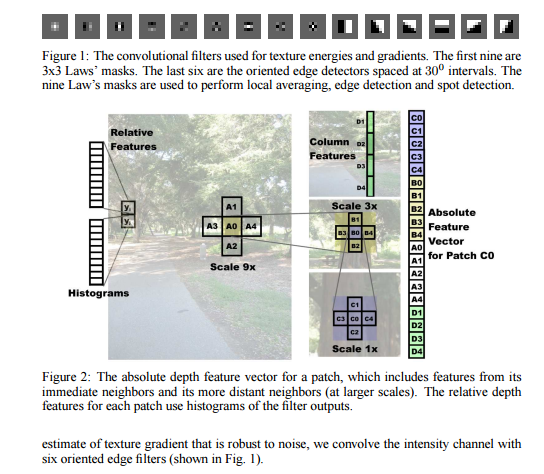 Figure 1: The convolutional filters used for texture energies and gradients. The first nine are
3x3 Laws' masks. The last six are the oriented edge detectors spaced at 30⁰ intervals. The
nine Law's masks are used to perform local averaging, edge detection and spot detection.
Relative
Features
yᵢ
yⱼ
Histograms
A1
A3 A0 A4
A2
Scale 9x
Column
Features
D1
D2
D3
D4
Scale 3x
B1
B3 B0 B4
B2
C1
C3 C0 C4
C2
Scale 1x
C0
C1
C2
C3
C4
B0
B1
B2
B3
B4
A0
A1
A2
A3
A4
D1
D2
D3
D4
Absolute
Feature
Vector
for Patch C0
Figure 2: The absolute depth feature vector for a patch, which includes features from its
immediate neighbors and its more distant neighbors (at larger scales). The relative depth
features for each patch use histograms of the filter outputs.
estimate of texture gradient that is robust to noise, we convolve the intensity channel with
six oriented edge filters (shown in Fig. 1).